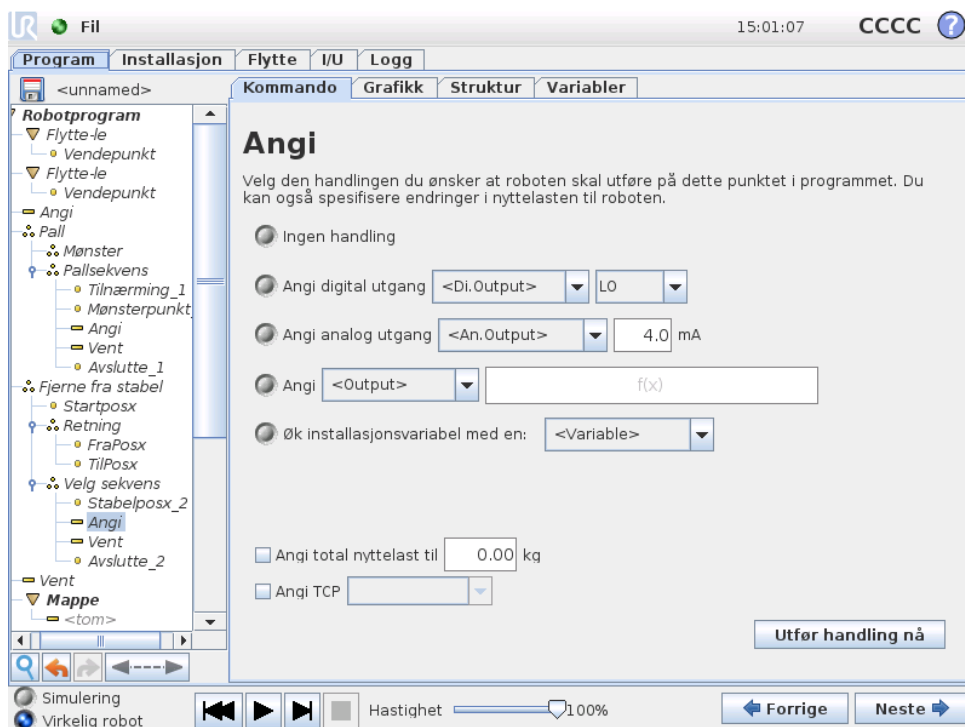 UR Fil 15:01:07 CCCC ?
Program Installasjon Flytte I/U Logg
<unnamed>
Kommando Grafikk Struktur Variabler
Robotprogram
Flytte-le
Vendepunkt
Flytte-le
Vendepunkt
Angi
Pall
Mønster
Pallsekvens
Tilnærming_1
Mønsterpunkt_
Angi
Vent
Avslutte_1
Fjerne fra stabel
Startposx
Retning
FraPosx
TilPosx
Velg sekvens
Stabelposx_2
Angi
Vent
Avslutte_2
Vent
Mappe
<tom>
Angi
Velg den handlingen du ønsker at roboten skal utføre på dette punktet i programmet. Du
kan også spesifisere endringer i nyttelasten til roboten.
Ingen handling
Angi digital utgang <Di.Output> LO
Angi analog utgang <An.Output> 4.0 mA
Angi <Output> f(x)
Øk installasjonsvariabel med en: <Variable>
Angi total nyttelast til 0.00 kg
Angi TCP
Utfør handling nå
Simulering
Virkelig robot
Hastighet 100%
Forrige Neste